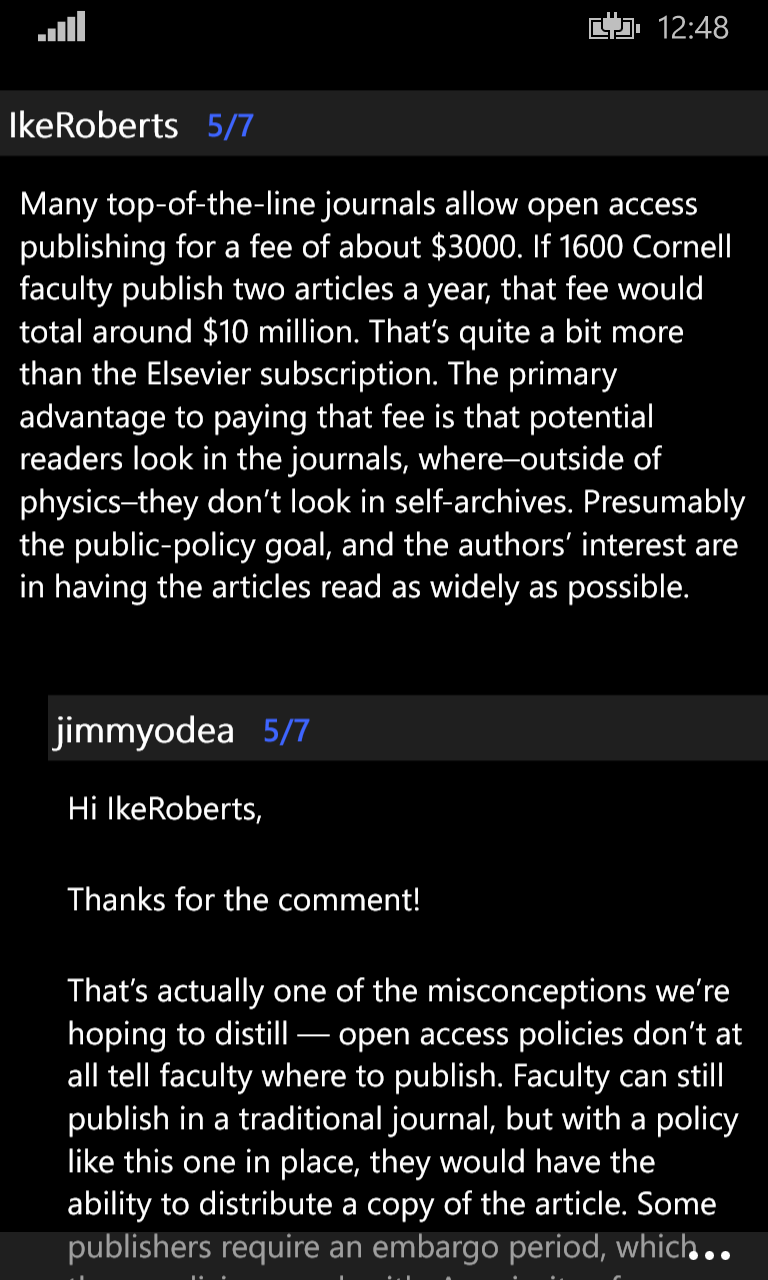 12:48
IkeRoberts 5/7
Many top-of-the-line journals allow open access
publishing for a fee of about $3000. If 1600 Cornell
faculty publish two articles a year, that fee would
total around $10 million. That’s quite a bit more
than the Elsevier subscription. The primary
advantage to paying that fee is that potential
readers look in the journals, where–outside of
physics–they don’t look in self-archives. Presumably
the public-policy goal, and the authors’ interest are
in having the articles read as widely as possible.
jimmyodea 5/7
Hi IkeRoberts,
Thanks for the comment!
That’s actually one of the misconceptions we’re
hoping to distill — open access policies don’t at
all tell faculty where to publish. Faculty can still
publish in a traditional journal, but with a policy
like this one in place, they would have the
ability to distribute a copy of the article. Some
publishers require an embargo period, which